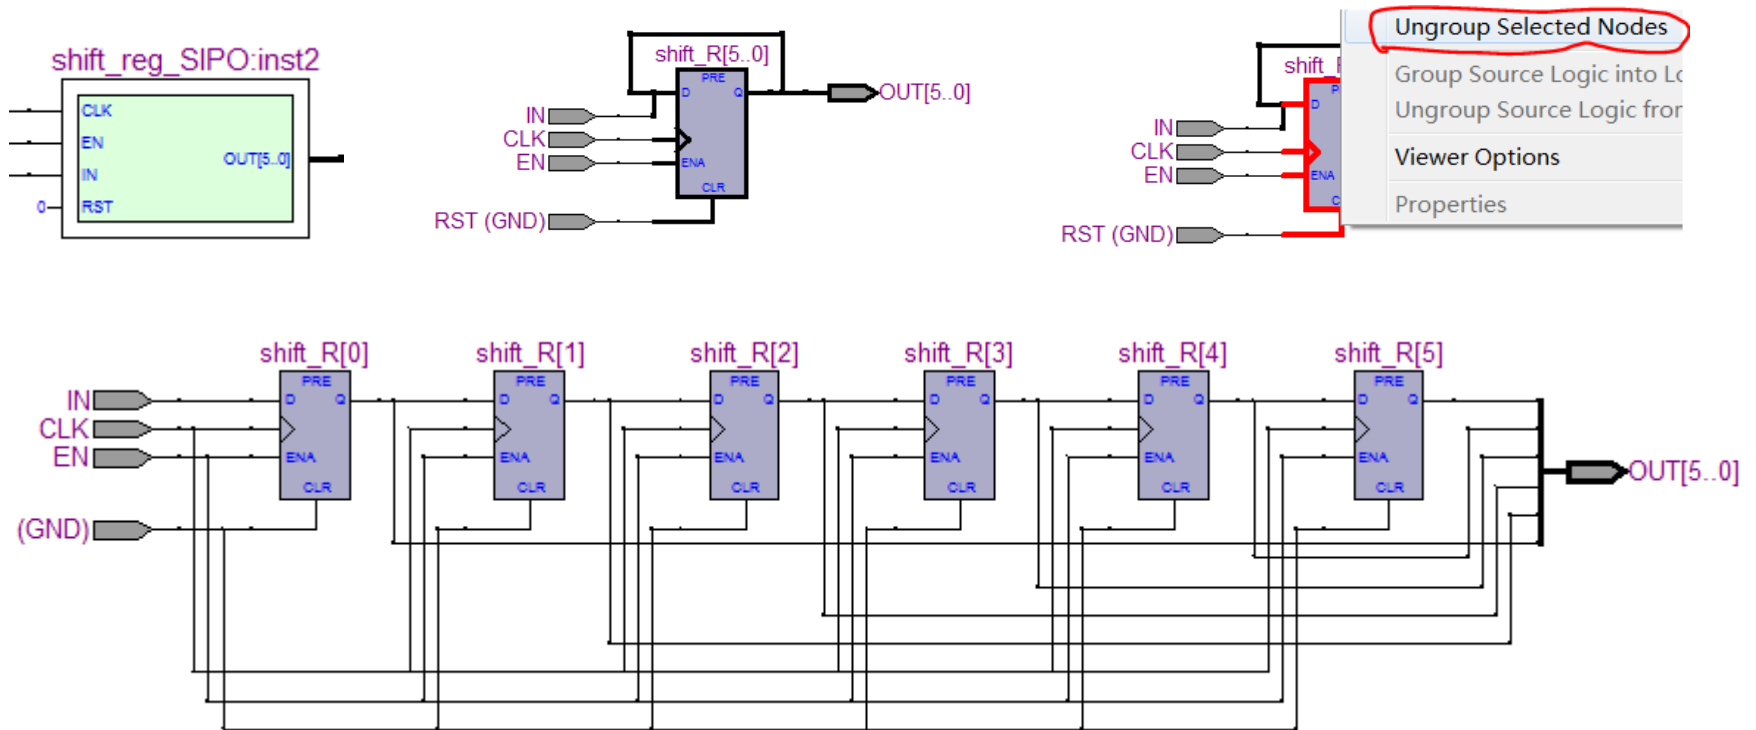 shift_reg_SIPO:inst2
CLK
EN
IN
RST
OUT[5..0]
0
shift_R[5..0]
PRE
D
Q
ENA
CLR
IN
CLK
EN
RST (GND)
OUT[5..0]
shift_
D
ENA
IN
CLK
EN
RST (GND)
Ungroup Selected Nodes
Group Source Logic into
Ungroup Source Logic from
Viewer Options
Properties
shift_R[0] shift_R[1] shift_R[2] shift_R[3] shift_R[4] shift_R[5]
PRE PRE PRE PRE PRE PRE
IN D Q D Q D Q D Q D Q D Q
CLK
EN ENA ENA ENA ENA ENA ENA
OUT[5..0]
CLR CLR CLR CLR CLR CLR
(GND)